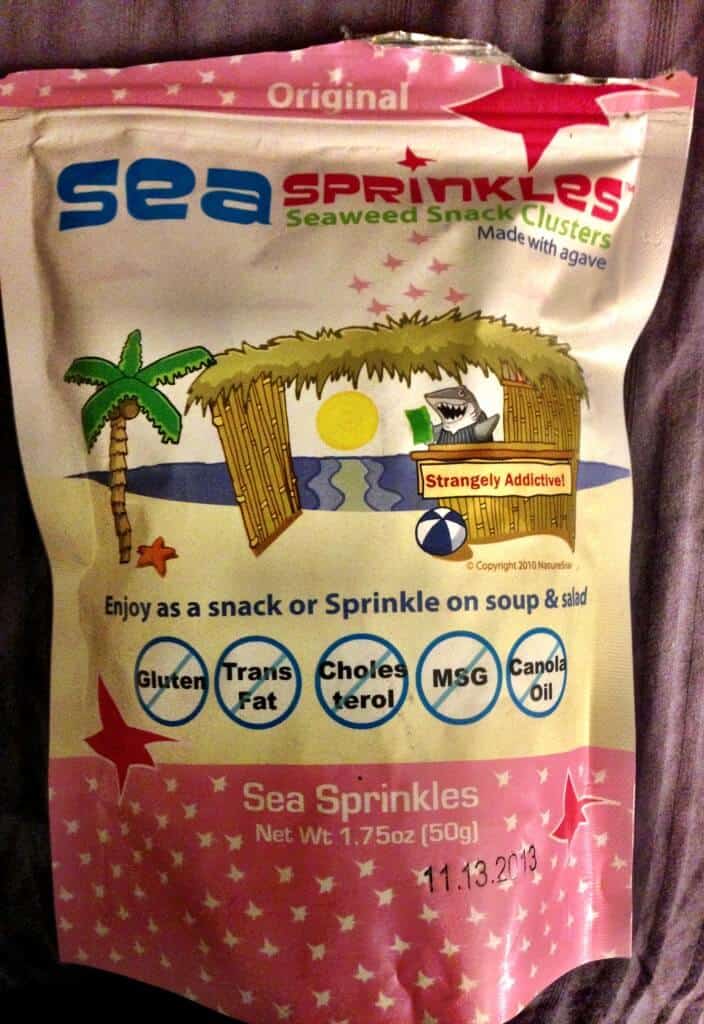 Original
sea SPRINKLES™
Seaweed Snack Clusters
Made with agave
Strangely Addictive!
© Copyright 2010 NatureSea
Enjoy as a snack or Sprinkle on soup & salad
Gluten
Trans
Fat
Choles
terol
MSG
Canola
Oil
Sea Sprinkles
Net Wt 1.75oz (50g)
11.13.2013